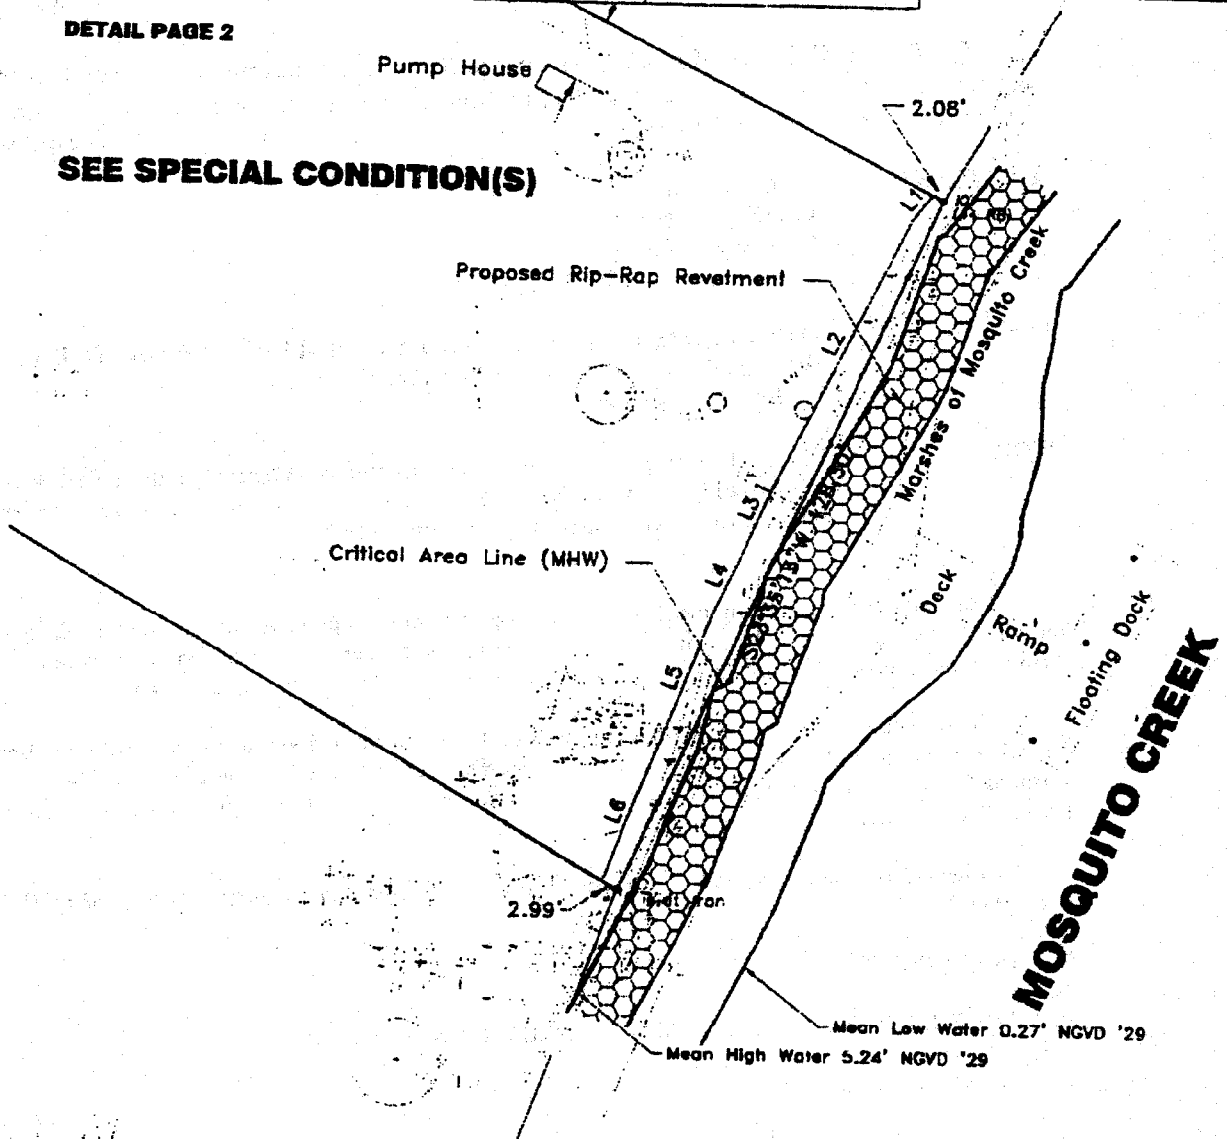 DETAIL PAGE 2
Pump House
2.08'
SEE SPECIAL CONDITION(S)
L1
Proposed Rip-Rap Revetment
Marshes of Mosquito Creek
L2
L3
Critical Area Line (MHW)
L4
Dock
Ramp
Floating Dock
L5
MOSQUITO CREEK
L6
2.99'
Mean Low Water 0.27' NGVD '29
Mean High Water 5.24' NGVD '29